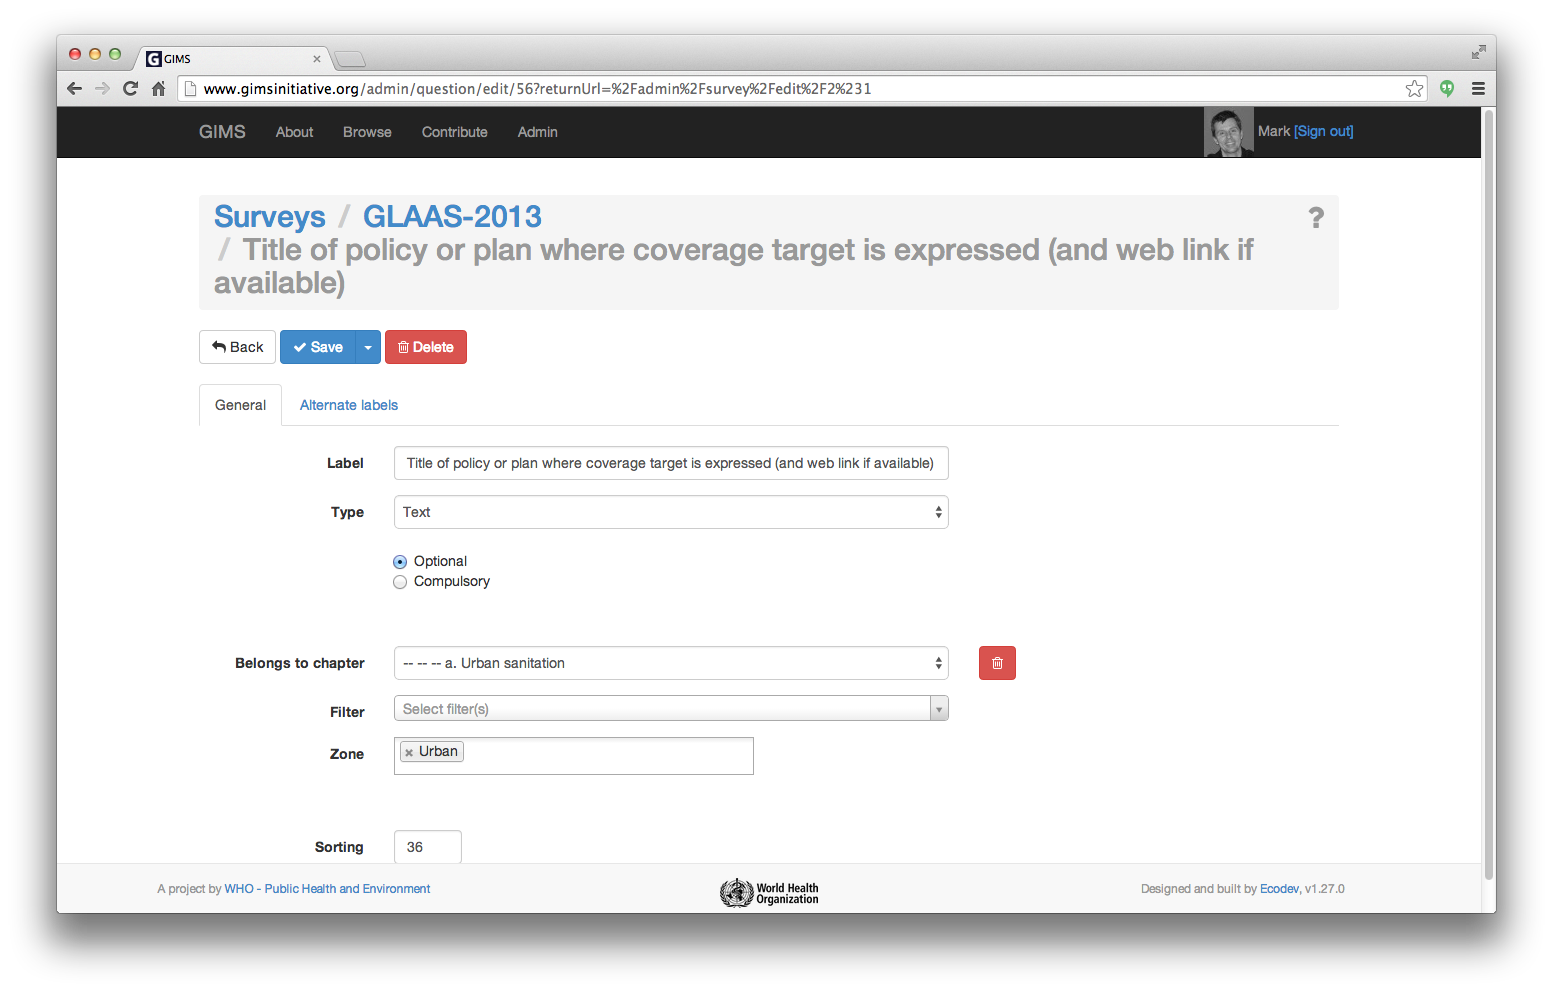 GIMS
www.gimsinitiative.org/admin/question/edit/56?returnUrl=%2Fadmin%2Fsurvey%2Fedit%2F2%231
GIMS About Browse Contribute Admin Mark [Sign out]
Surveys / GLAAS-2013 ?
/ Title of policy or plan where coverage target is expressed (and web link if
available)
Back Save Delete
General Alternate labels
Label Title of policy or plan where coverage target is expressed (and web link if available)
Type Text
Optional
Compulsory
Belongs to chapter -- -- -- a. Urban sanitation
Filter Select filter(s)
Zone × Urban
Sorting 36
A project by WHO - Public Health and Environment World Health Designed and built by Ecodev, v1.27.0
Organization